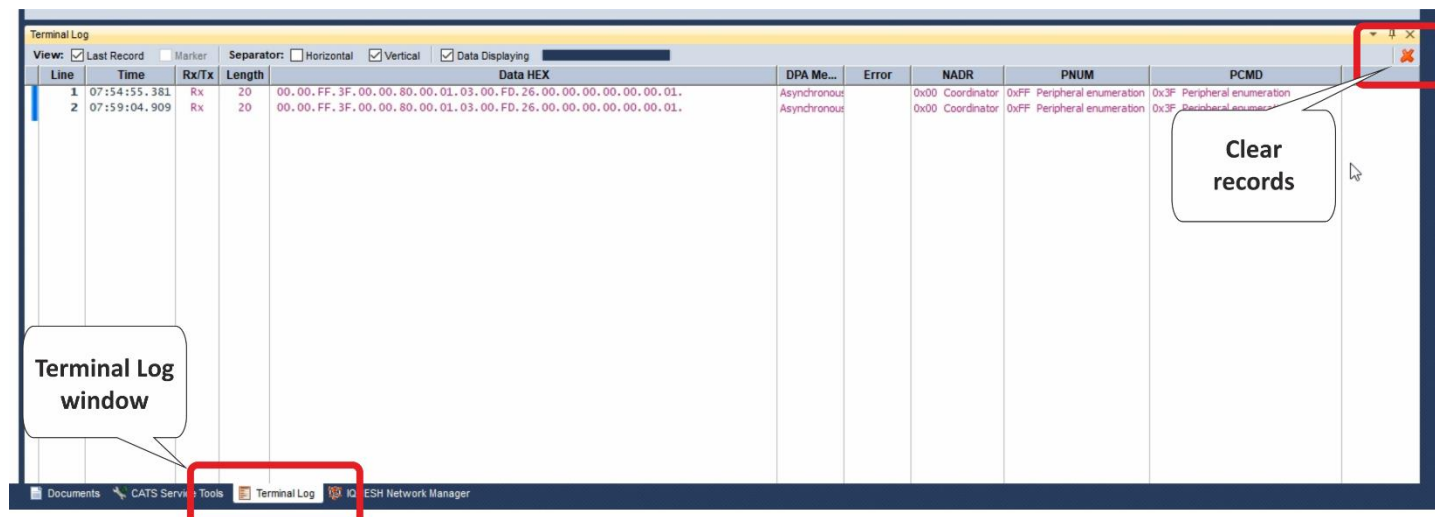 Terminal Log
View: Last Record Marker Separator: Horizontal Vertical Data Displaying
Line Time Rx/Tx Length Data HEX DPA Me... Error NADR PNUM PCMD
1 07:54:55.381 Rx 20 00.00.FF.3F.00.00.80.00.01.03.00.FD.26.00.00.00.00.00.00.01. Asynchronous 0x00 Coordinator 0xFF Peripheral enumeration 0x3F Peripheral enumeration
2 07:59:04.909 Rx 20 00.00.FF.3F.00.00.80.00.01.03.00.FD.26.00.00.00.00.00.00.01. Asynchronous 0x00 Coordinator 0xFF Peripheral enumeration 0x3F Peripheral
Clear
records
Terminal Log
window
Documents CATS Service Tools Terminal Log Network Manager